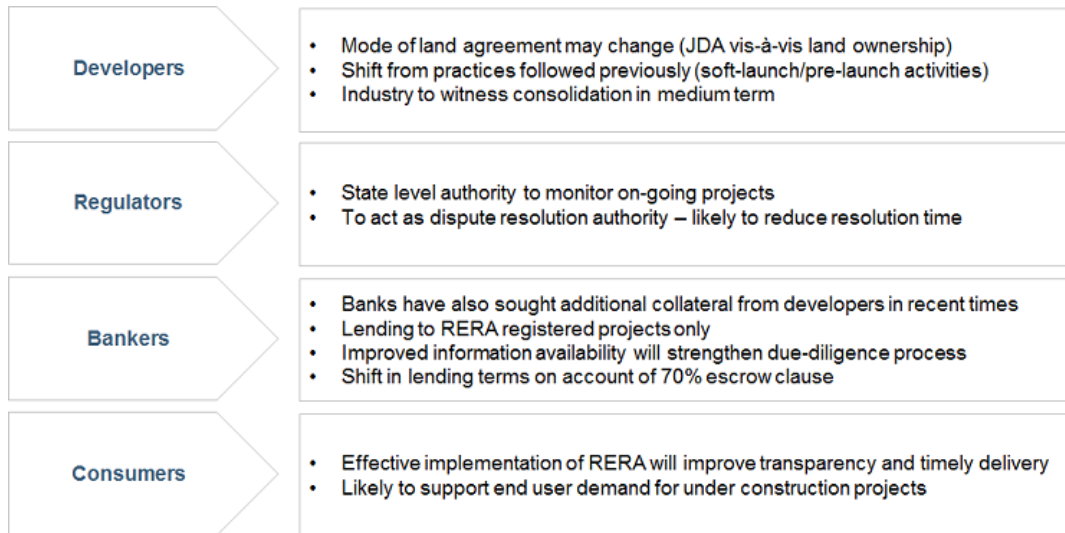 Developers
• Mode of land agreement may change (JDA vis-à-vis land ownership)
• Shift from practices followed previously (soft-launch/pre-launch activities)
• Industry to witness consolidation in medium term
Regulators
• State level authority to monitor on-going projects
• To act as dispute resolution authority – likely to reduce resolution time
Bankers
• Banks have also sought additional collateral from developers in recent times
• Lending to RERA registered projects only
• Improved information availability will strengthen due-diligence process
• Shift in lending terms on account of 70% escrow clause
Consumers
• Effective implementation of RERA will improve transparency and timely delivery
• Likely to support end user demand for under construction projects